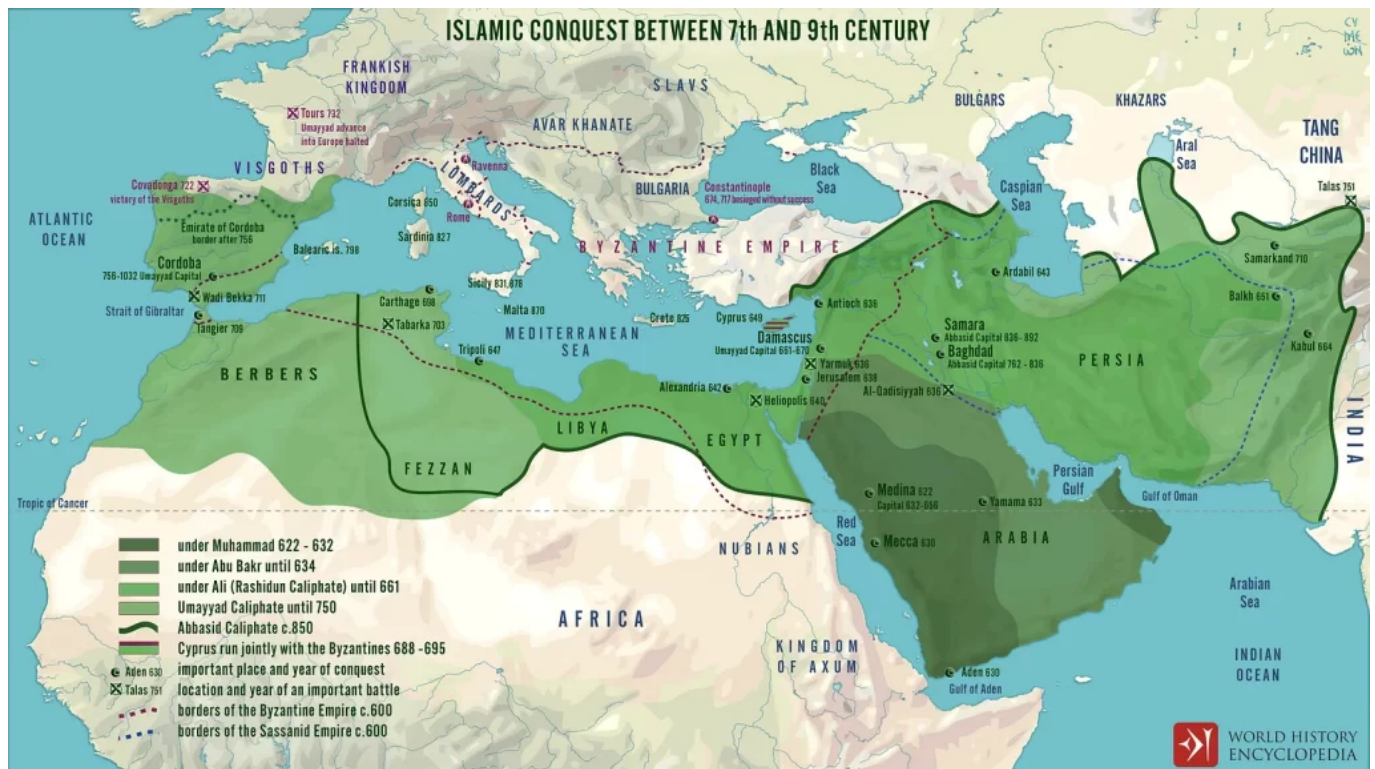 ISLAMIC CONQUEST BETWEEN 7th AND 9th CENTURY
CY
ME
WN
FRANKISH
KINGDOM
SLAVS
BULGARS
KHAZARS
TANG
CHINA
Tours 732
Umayyad advance
into Europe halted
AVAR KHANATE
Aral
Sea
VISGOTHS
Ravenna
LOMBARDS
Black
Sea
Caspian
Sea
Talas 751
Covadonga 722
victory of the Visgoths
BULGARIA
Constantinople
674, 717 besieged without success
Corsica 650
Rome
ATLANTIC
OCEAN
Emirate of Cordoba
border after 756
Sardinia 827
BYZANTINE EMPIRE
Balearic is. 798
Samarkand 710
Cordoba
756-1032 Umayyad Capital
Ardabil 643
Sicily 831,878
Wadi Bekka 711
Carthage 698
Antioch 636
Balkh 651
Strait of Gibraltar
Malta 870
Crete 825
Cyprus 649
Tangier 709
Tabarka 703
MEDITERRANEAN
SEA
Damascus
Umayyad Capital 661-670
Samara
Abbasid Capital 836- 892
Baghdad
Abbasid Capital 762 - 836
Kabul 664
Tripoli 647
Yarmuk 636
PERSIA
BERBERS
Jerusalem 638
Alexandria 642
Al-Qadisiyyah 636
Heliopolis 640
INDIA
LIBYA
EGYPT
FEZZAN
Persian
Gulf
Medina 622
Capital 632-656
Gulf of Oman
Tropic of Cancer
Yamama 633
Red
Sea
ARABIA
Mecca 630
NUBIANS
under Muhammad 622 - 632
under Abu Bakr until 634
under Ali (Rashidun Caliphate) until 661
Umayyad Caliphate until 750
Abbasid Caliphate c.850
Cyprus run jointly with the Byzantines 688 -695
Aden 630 important place and year of conquest
Talas 751 location and year of an important battle
borders of the Byzantine Empire c.600
borders of the Sassanid Empire c.600
AFRICA
Arabian
Sea
KINGDOM
OF AXUM
INDIAN
OCEAN
Aden 630
Gulf of Aden
WORLD HISTORY
ENCYCLOPEDIA